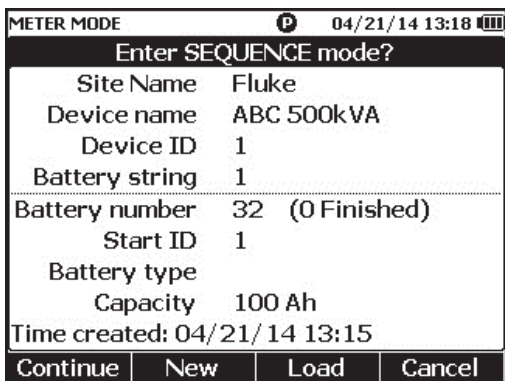 METER MODE P 04/21/14 13:18
Enter SEQUENCE mode?
Site Name Fluke
Device name ABC 500kVA
Device ID 1
Battery string 1
Battery number 32 (0 Finished)
Start ID 1
Battery type
Capacity 100 Ah
Time created: 04/21/14 13:15
Continue New Load Cancel